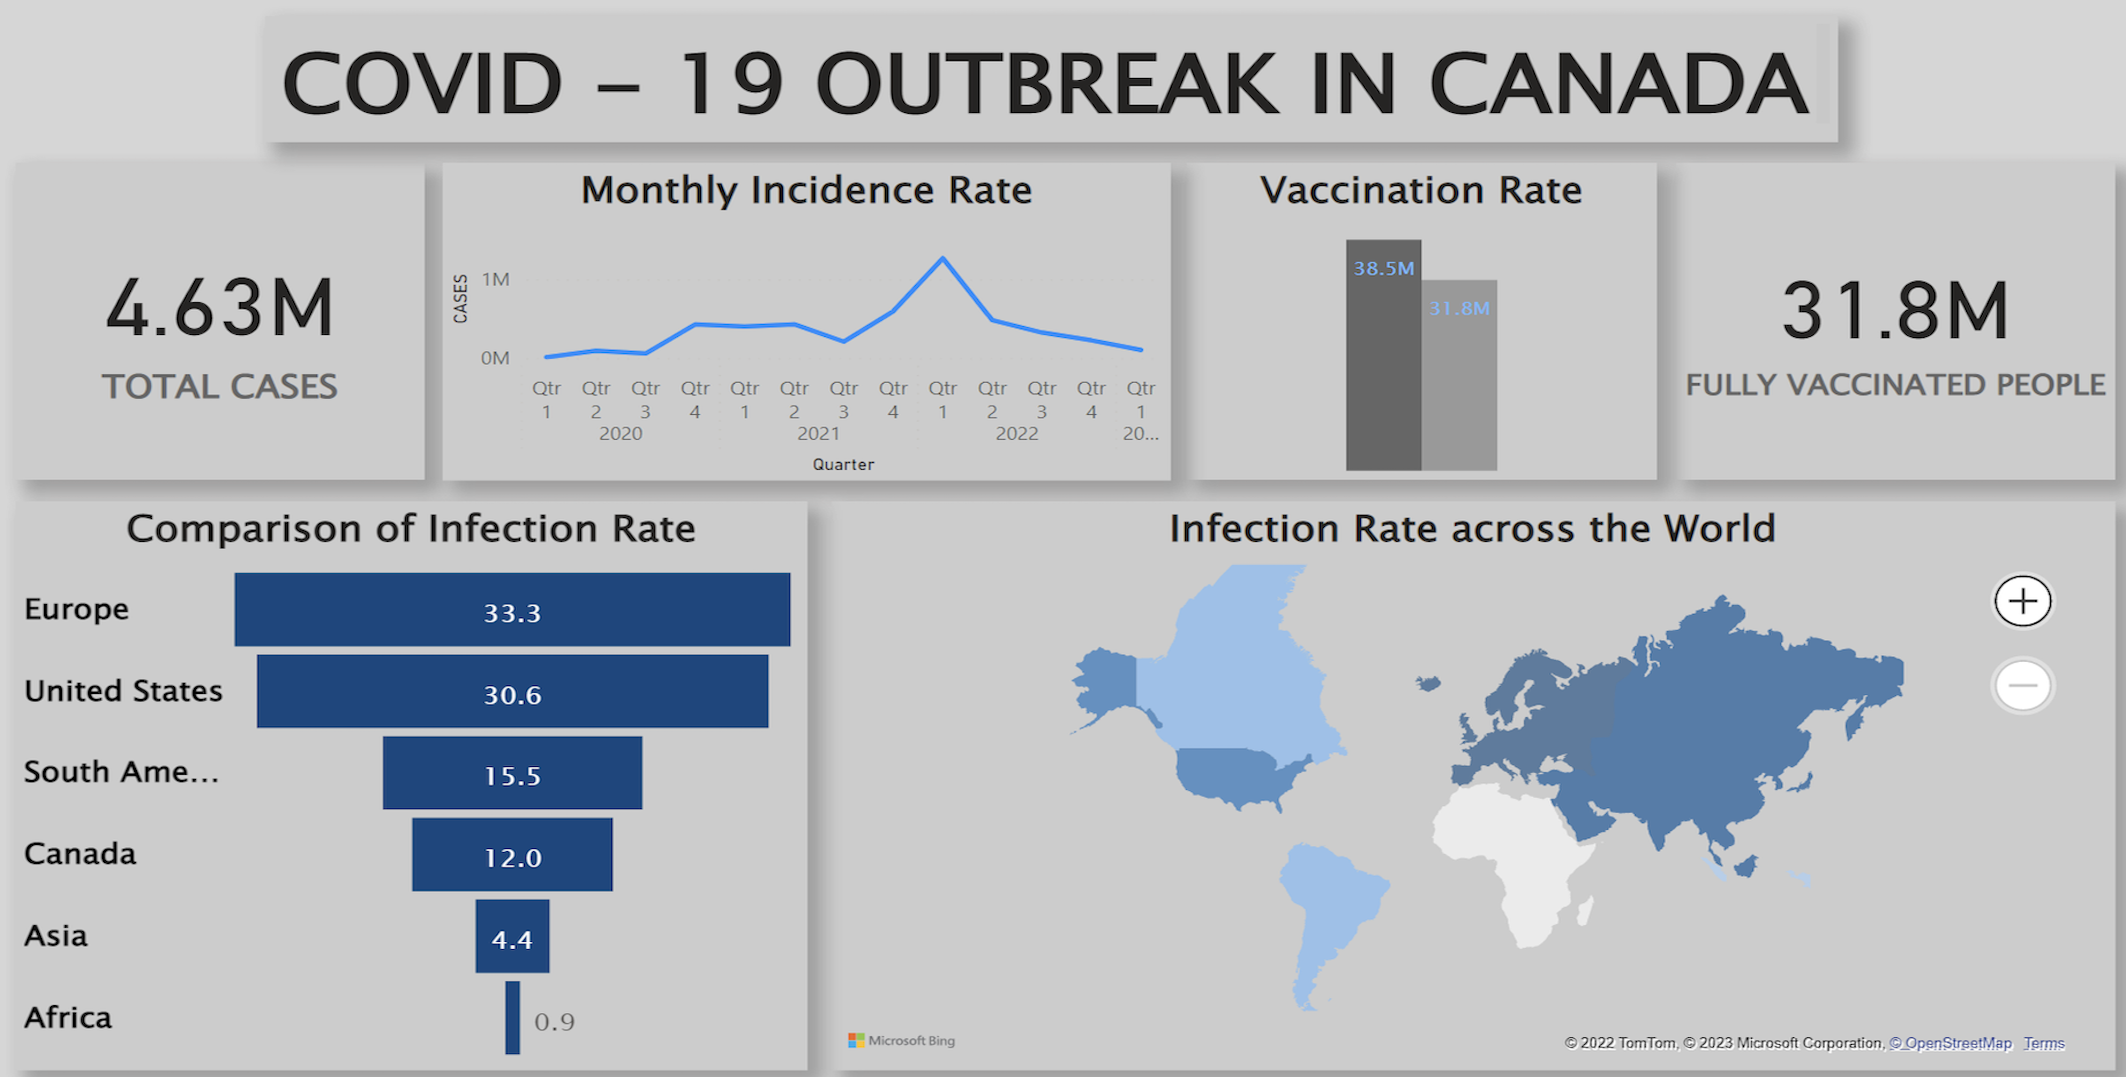 COVID – 19 OUTBREAK IN CANADA
4.63M
TOTAL CASES
Monthly Incidence Rate
CASES
1M
0M
Qtr Qtr Qtr Qtr Qtr Qtr Qtr Qtr Qtr Qtr Qtr Qtr Qtr
1 2 3 4 1 2 3 4 1 2 3 4 1
2020 2021 2022 20...
Quarter
Vaccination Rate
38.5M
31.8M
31.8M
FULLY VACCINATED PEOPLE
Comparison of Infection Rate
Europe 33.3
United States 30.6
South Ame... 15.5
Canada 12.0
Asia 4.4
Africa 0.9
Infection Rate across the World
Microsoft Bing
© 2022 TomTom, © 2023 Microsoft Corporation, © OpenStreetMap Terms